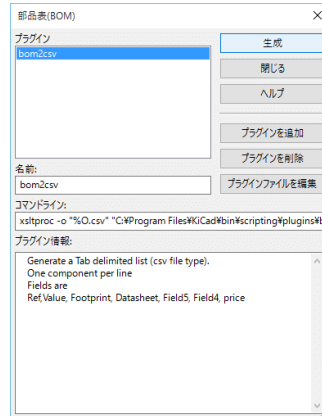 部品表(BOM)
プラグイン
bom2csv
生成
閉じる
ヘルプ
プラグインを追加
プラグインを削除
プラグインファイルを編集
名前:
bom2csv
コマンドライン:
xsltproc -o "%O.csv" "C:¥Program Files¥KiCad¥bin¥scripting¥plugins¥b
プラグイン情報:
Generate a Tab delimited list (csv file type).
One component per line
Fields are
Ref,Value, Footprint, Datasheet, Field5, Field4, price